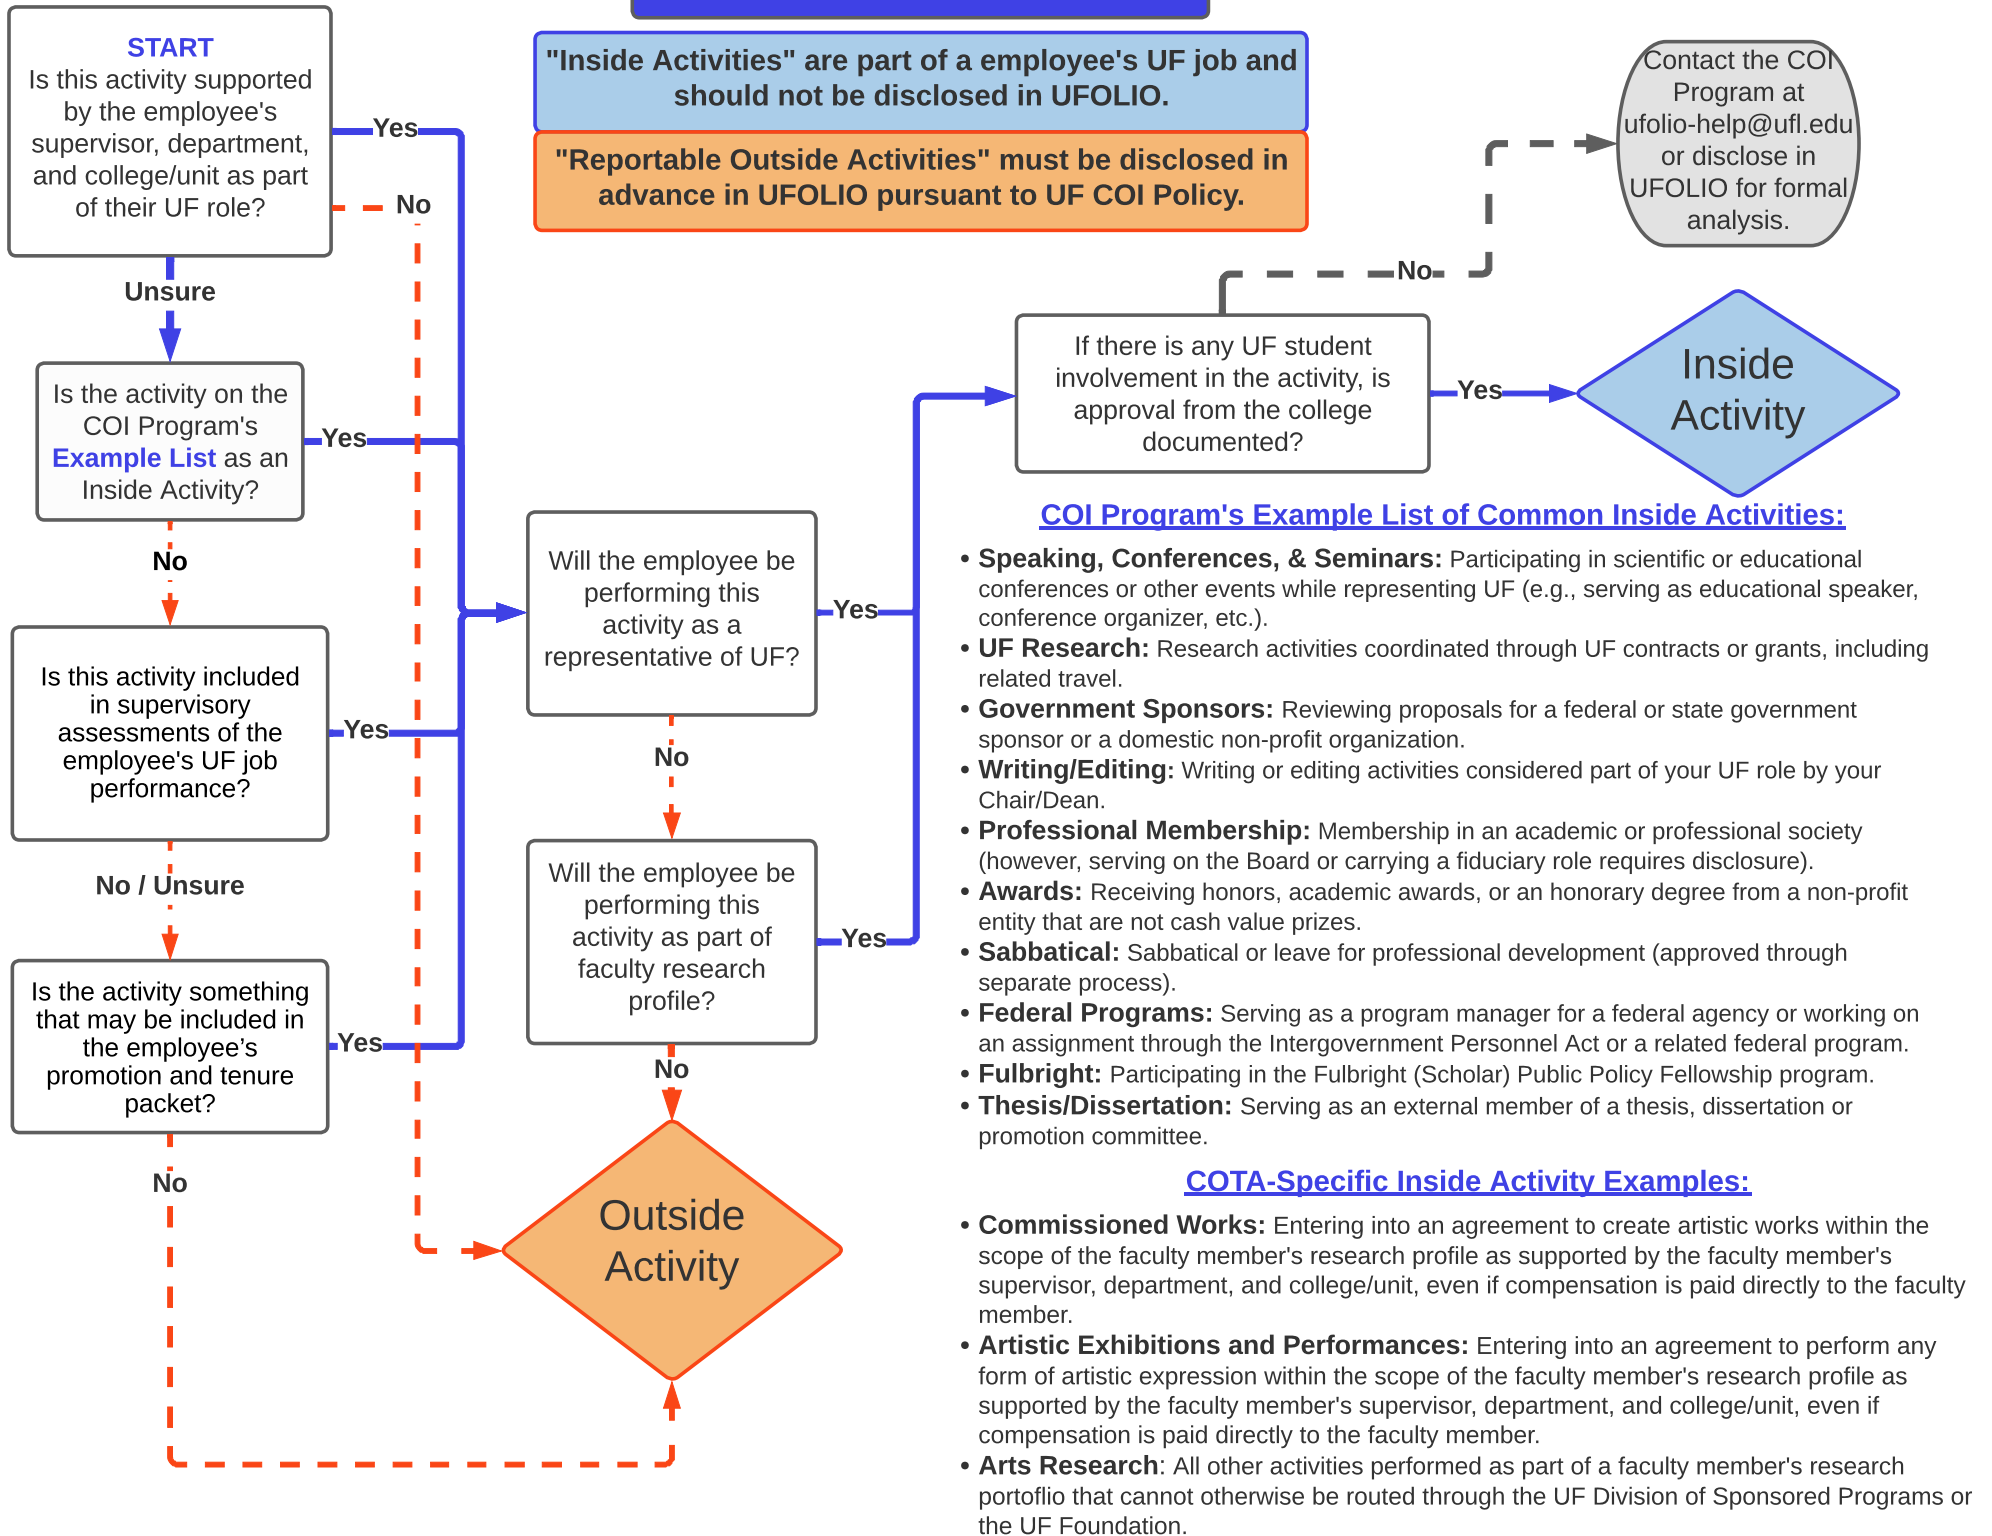 START
Is this activity supported
by the employee's
supervisor, department,
and college/unit as part
of their UF role?
Yes
No
Unsure
"Inside Activities" are part of a employee's UF job and
should not be disclosed in UFOLIO.
"Reportable Outside Activities" must be disclosed in
advance in UFOLIO pursuant to UF COI Policy.
Contact the COI
Program at
ufolio-help@ufl.edu
or disclose in
UFOLIO for formal
analysis.
No
If there is any UF student
involvement in the activity, is
approval from the college
documented?
Yes
Inside
Activity
Is the activity on the
COI Program's
Example List as an
Inside Activity?
Yes
No
Is this activity included
in supervisory
assessments of the
employee's UF job
performance?
Yes
No / Unsure
Is the activity something
that may be included in
the employee’s
promotion and tenure
packet?
Yes
No
Will the employee be
performing this
activity as a
representative of UF?
Yes
No
Will the employee be
performing this
activity as part of
faculty research
profile?
Yes
No
Outside
Activity
COI Program's Example List of Common Inside Activities:
• Speaking, Conferences, & Seminars: Participating in scientific or educational
conferences or other events while representing UF (e.g., serving as educational speaker,
conference organizer, etc.).
• UF Research: Research activities coordinated through UF contracts or grants, including
related travel.
• Government Sponsors: Reviewing proposals for a federal or state government
sponsor or a domestic non-profit organization.
• Writing/Editing: Writing or editing activities considered part of your UF role by your
Chair/Dean.
• Professional Membership: Membership in an academic or professional society
(however, serving on the Board or carrying a fiduciary role requires disclosure).
• Awards: Receiving honors, academic awards, or an honorary degree from a non-profit
entity that are not cash value prizes.
• Sabbatical: Sabbatical or leave for professional development (approved through
separate process).
• Federal Programs: Serving as a program manager for a federal agency or working on
an assignment through the Intergovernment Personnel Act or a related federal program.
• Fulbright: Participating in the Fulbright (Scholar) Public Policy Fellowship program.
• Thesis/Dissertation: Serving as an external member of a thesis, dissertation or
promotion committee.
COTA-Specific Inside Activity Examples:
• Commissioned Works: Entering into an agreement to create artistic works within the
scope of the faculty member's research profile as supported by the faculty member's
supervisor, department, and college/unit, even if compensation is paid directly to the faculty
member.
• Artistic Exhibitions and Performances: Entering into an agreement to perform any
form of artistic expression within the scope of the faculty member's research profile as
supported by the faculty member's supervisor, department, and college/unit, even if
compensation is paid directly to the faculty member.
• Arts Research: All other activities performed as part of a faculty member's research
portoflio that cannot otherwise be routed through the UF Division of Sponsored Programs or
the UF Foundation.